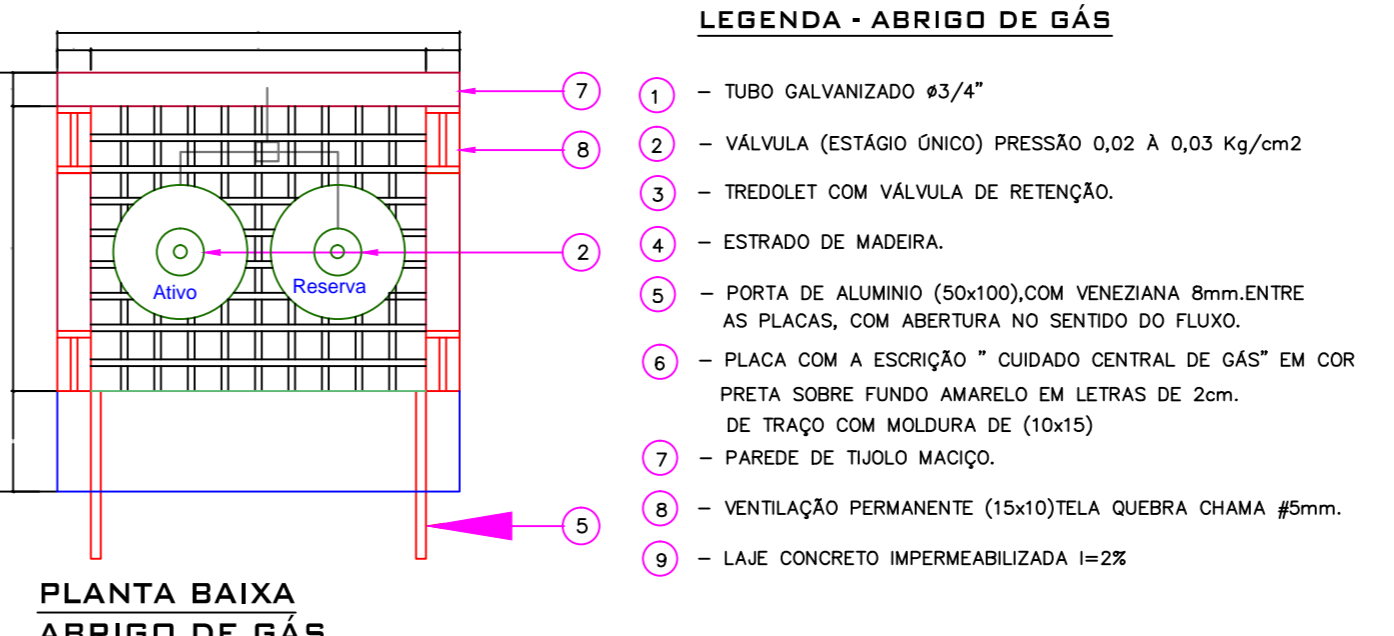 LEGENDA - ABRIGO DE GÁS
1 - TUBO GALVANIZADO ø3/4"
2 - VÁLVULA (ESTÁGIO ÚNICO) PRESSÃO 0,02 À 0,03 Kg/cm2
3 - TREDOLET COM VÁLVULA DE RETENÇÃO.
4 - ESTRADO DE MADEIRA.
5 - PORTA DE ALUMINIO (50x100),COM VENEZIANA 8mm.ENTRE
AS PLACAS, COM ABERTURA NO SENTIDO DO FLUXO.
6 - PLACA COM A ESCRIÇÃO " CUIDADO CENTRAL DE GÁS" EM COR
PRETA SOBRE FUNDO AMARELO EM LETRAS DE 2cm.
DE TRAÇO COM MOLDURA DE (10x15)
7 - PAREDE DE TIJOLO MACIÇO.
8 - VENTILAÇÃO PERMANENTE (15x10)TELA QUEBRA CHAMA #5mm.
9 - LAJE CONCRETO IMPERMEABILIZADA I=2%
7
8
2
Ativo
Reserva
5
PLANTA BAIXA
ABRIGO DE GÁS